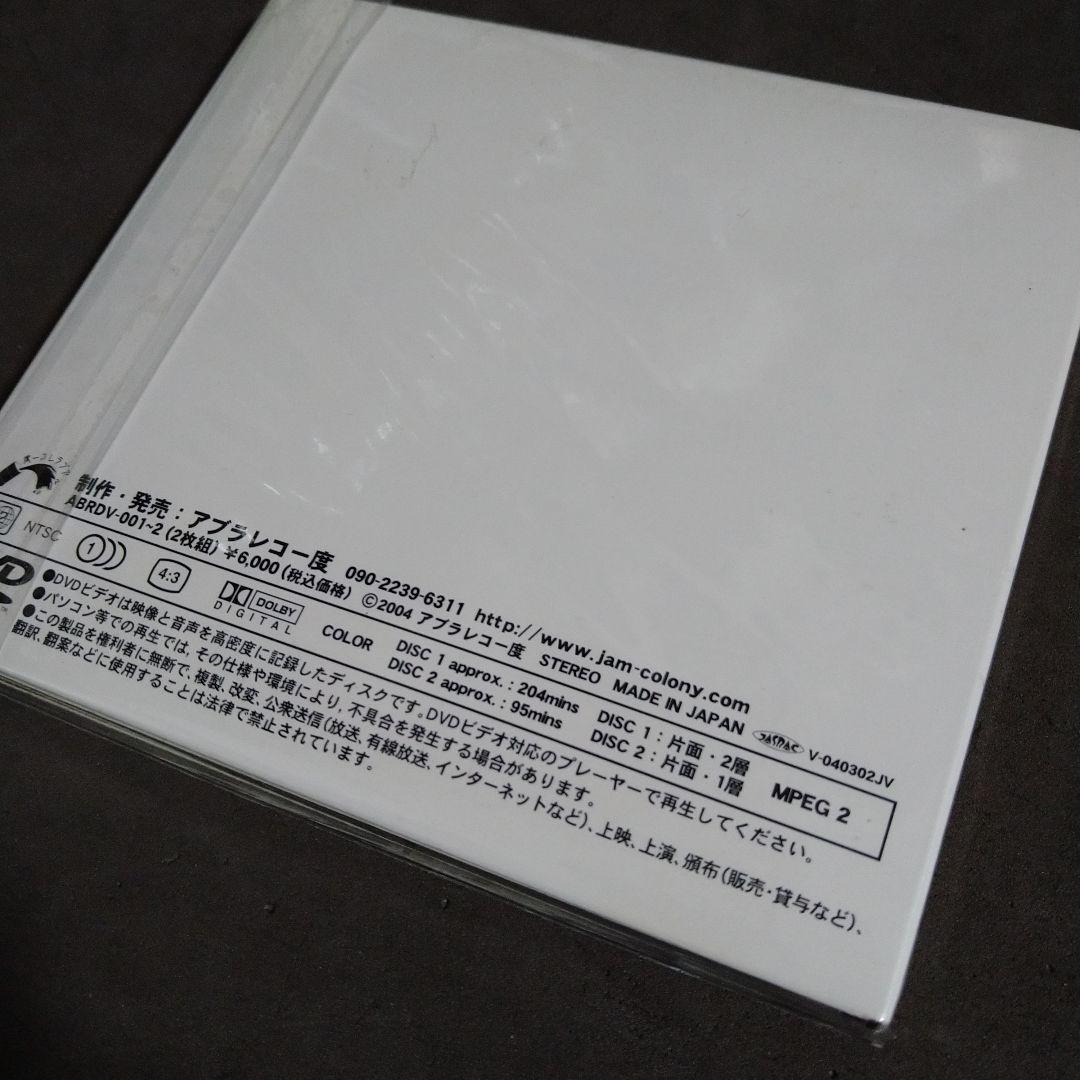 制作・発売：アブラレコー度 090-2239-6311 http://www.jam-colony.com
ABRDV-001~2 (2枚組) ¥6,000 (税込価格) ©2004 アブラレコー度 STEREO MADE IN JAPAN JASRAC V-040302JV
NTSC 1 4:3 DOLBY DIGITAL COLOR DISC 1 approx. : 204mins DISC 1 : 片面・2層 MPEG 2
DISC 2 approx. : 95mins DISC 2 : 片面・1層
●DVDビデオは映像と音声を高密度に記録したディスクです。DVDビデオ対応のプレーヤーで再生してください。
●パソコン等での再生では、その仕様や環境により、不具合を発生する場合があります。
●この製品を権利者に無断で、複製、改変、公衆送信(放送、有線放送、インターネットなど)、上映、上演、頒布(販売・貸与など)、
翻訳、翻案などに使用することは法律で禁止されています。